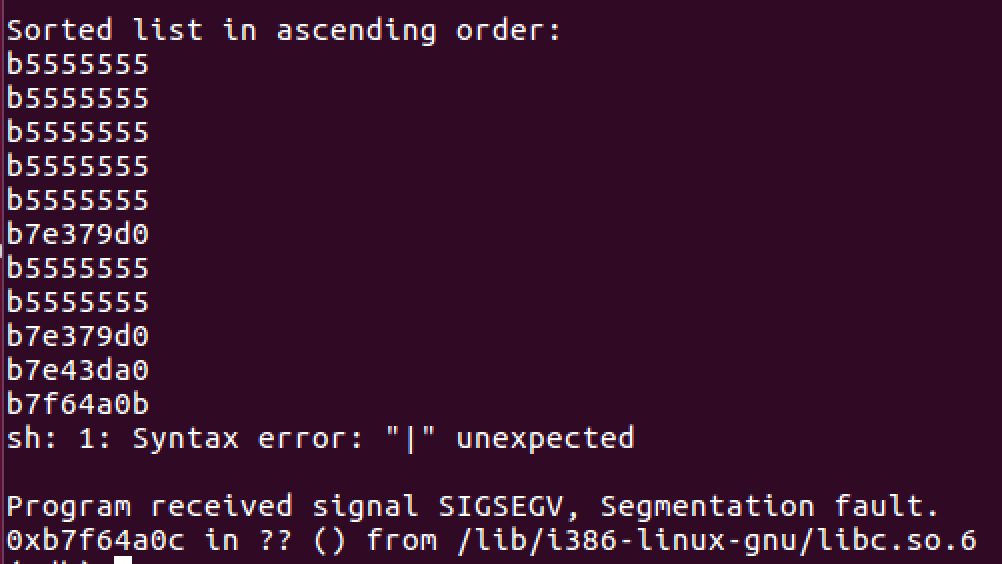 Sorted list in ascending order:
b5555555
b5555555
b5555555
b5555555
b5555555
b7e379d0
b5555555
b5555555
b7e379d0
b7e43da0
b7f64a0b
sh: 1: Syntax error: "|" unexpected
Program received signal SIGSEGV, Segmentation fault.
0xb7f64a0c in ?? () from /lib/i386-linux-gnu/libc.so.6